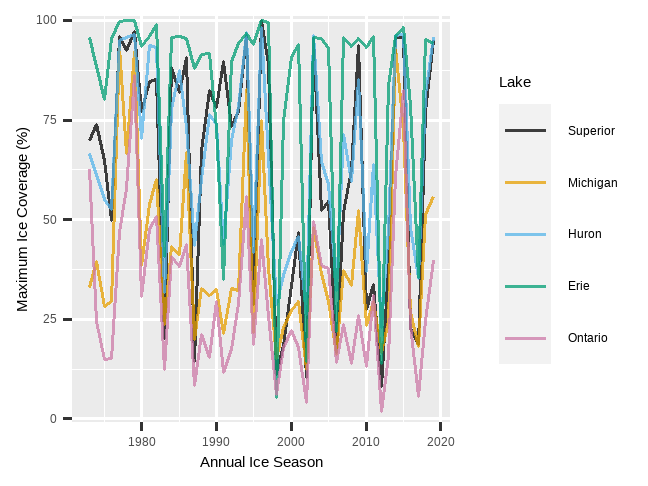 100
75
50
25
0
Maximum Ice Coverage (%)
1980
1990
2000
2010
2020
Annual Ice Season
Lake
Superior
Michigan
Huron
Erie
Ontario